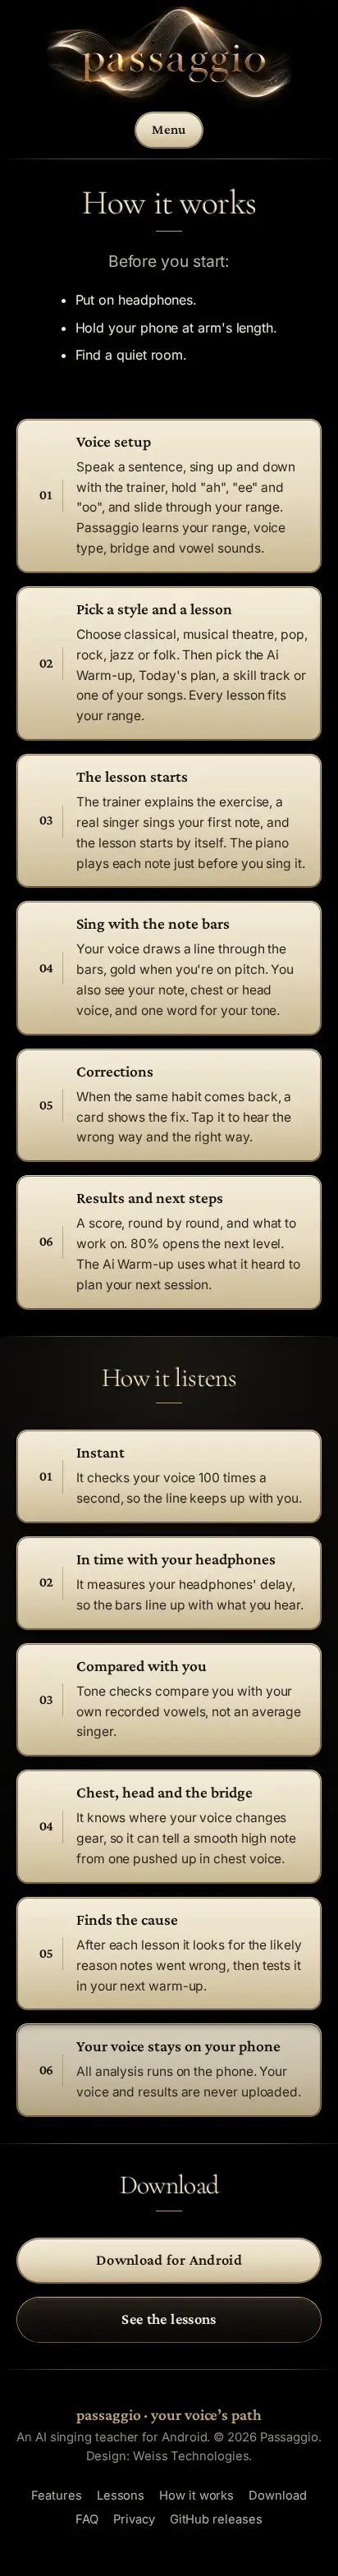 passaggio
Menu
How it works
Before you start:
• Put on headphones.
• Hold your phone at arm's length.
• Find a quiet room.
Voice setup
01
Speak a sentence, sing up and down
with the trainer, hold "ah", "ee" and
"oo", and slide through your range.
Passaggio learns your range, voice
type, bridge and vowel sounds.
Pick a style and a lesson
02
Choose classical, musical theatre, pop,
rock, jazz or folk. Then pick the Ai
Warm-up, Today's plan, a skill track or
one of your songs. Every lesson fits
your range.
The lesson starts
03
The trainer explains the exercise, a
real singer sings your first note, and
the lesson starts by itself. The piano
plays each note just before you sing it.
Sing with the note bars
04
Your voice draws a line through the
bars, gold when you're on pitch. You
also see your note, chest or head
voice, and one word for your tone.
Corrections
05
When the same habit comes back, a
card shows the fix. Tap it to hear the
wrong way and the right way.
Results and next steps
06
A score, round by round, and what to
work on. 80% opens the next level.
The Ai Warm-up uses what it heard to
plan your next session.
How it listens
Instant
01
It checks your voice 100 times a
second, so the line keeps up with you.
In time with your headphones
02
It measures your headphones' delay,
so the bars line up with what you hear.
Compared with you
03
Tone checks compare you with your
own recorded vowels, not an average
singer.
Chest, head and the bridge
04
It knows where your voice changes
gear, so it can tell a smooth high note
from one pushed up in chest voice.
Finds the cause
05
After each lesson it looks for the likely
reason notes went wrong, then tests it
in your next warm-up.
Your voice stays on your phone
06
All analysis runs on the phone. Your
voice and results are never uploaded.
Download
Download for Android
See the lessons
passaggio · your voice’s path
An AI singing teacher for Android. © 2026 Passaggio.
Design: Weiss Technologies.
Features Lessons How it works Download
FAQ Privacy GitHub releases